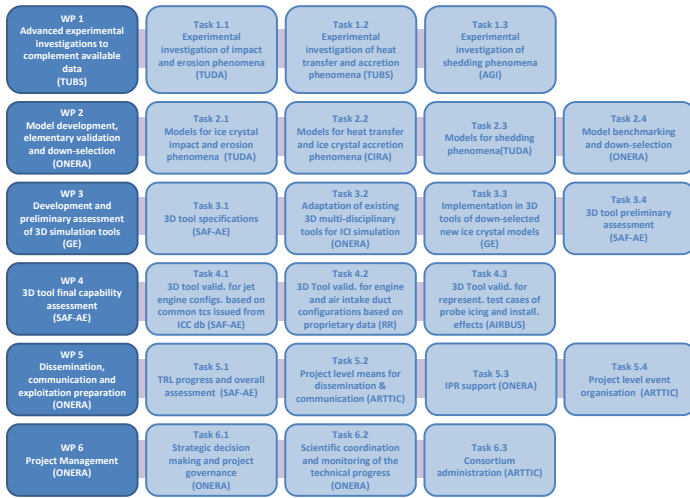 WP 1
Advanced experimental
investigations to
complement available
data
(TUBS)
Task 1.1
Experimental
investigation of impact
and erosion phenomena
(TUDA)
Task 1.2
Experimental
investigation of heat
transfer and accretion
phenomena (TUBS)
Task 1.3
Experimental
investigation of
shedding phenomena
(AGI)
WP 2
Model development,
elementary validation
and down-selection
(ONERA)
Task 2.1
Models for ice crystal
impact and erosion
phenomena (TUDA)
Task 2.2
Models for heat transfer
and ice crystal accretion
phenomena (CIRA)
Task 2.3
Models for shedding
phenomena(TUDA)
Task 2.4
Model benchmarking
and down-selection
(ONERA)
WP 3
Development and
preliminary assessment
of 3D simulation tools
(GE)
Task 3.1
3D tool specifications
(SAF-AE)
Task 3.2
Adaptation of existing
3D multi-disciplinary
tools for ICI simulation
(ONERA)
Task 3.3
Implementation in 3D
tools of down-selected
new ice crystal models
(GE)
Task 3.4
3D tool preliminary
assessment
(SAF-AE)
WP 4
3D tool final capability
assessment
(SAF-AE)
Task 4.1
3D tool valid. for jet
engine configs. based on
common tcs issued from
ICC db (SAF-AE)
Task 4.2
3D Tool valid. for engine
and air intake duct
configurations based on
proprietary data (RR)
Task 4.3
3D Tool valid. for
represent. test cases of
probe icing and install.
effects (AIRBUS)
WP 5
Dissemination,
communication and
exploitation preparation
(ONERA)
Task 5.1
TRL progress and overall
assessment (SAF-AE)
Task 5.2
Project level means for
dissemination &
communication (ARTTIC)
Task 5.3
IPR support (ONERA)
Task 5.4
Project level event
organisation (ARTTIC)
WP 6
Project Management
(ONERA)
Task 6.1
Strategic decision
making and project
governance
(ONERA)
Task 6.2
Scientific coordination
and monitoring of the
technical progress
(ONERA)
Task 6.3
Consortium
administration (ARTTIC)